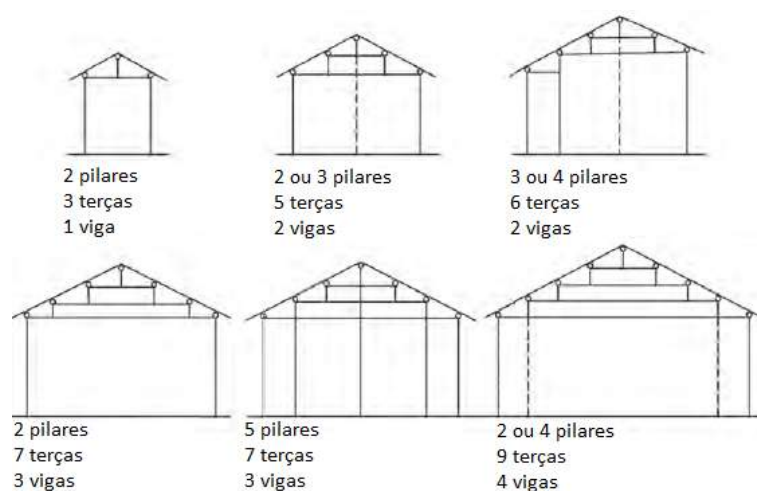 2 pilares
3 terças
1 viga
2 ou 3 pilares
5 terças
2 vigas
3 ou 4 pilares
6 terças
2 vigas
2 pilares
7 terças
3 vigas
5 pilares
7 terças
3 vigas
2 ou 4 pilares
9 terças
4 vigas